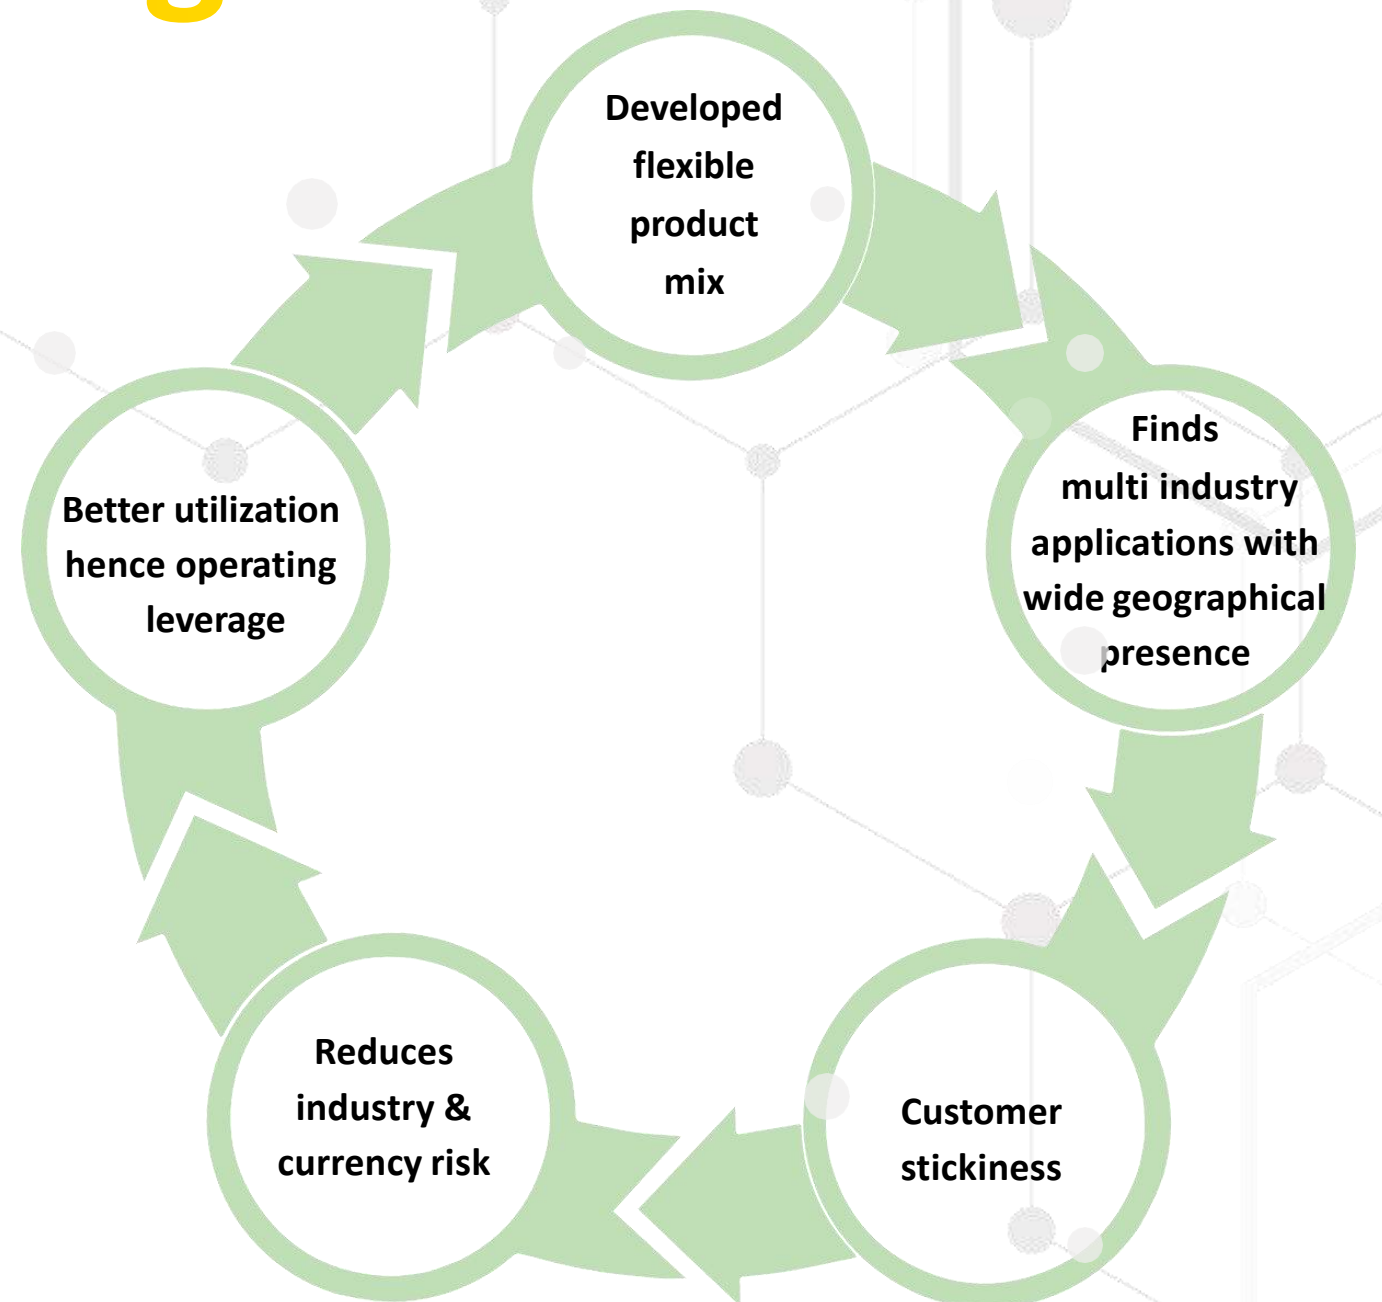 Developed
flexible
product
mix
Finds
multi industry
applications with
wide geographical
presence
Customer
stickiness
Reduces
industry &
currency risk
Better utilization
hence operating
leverage